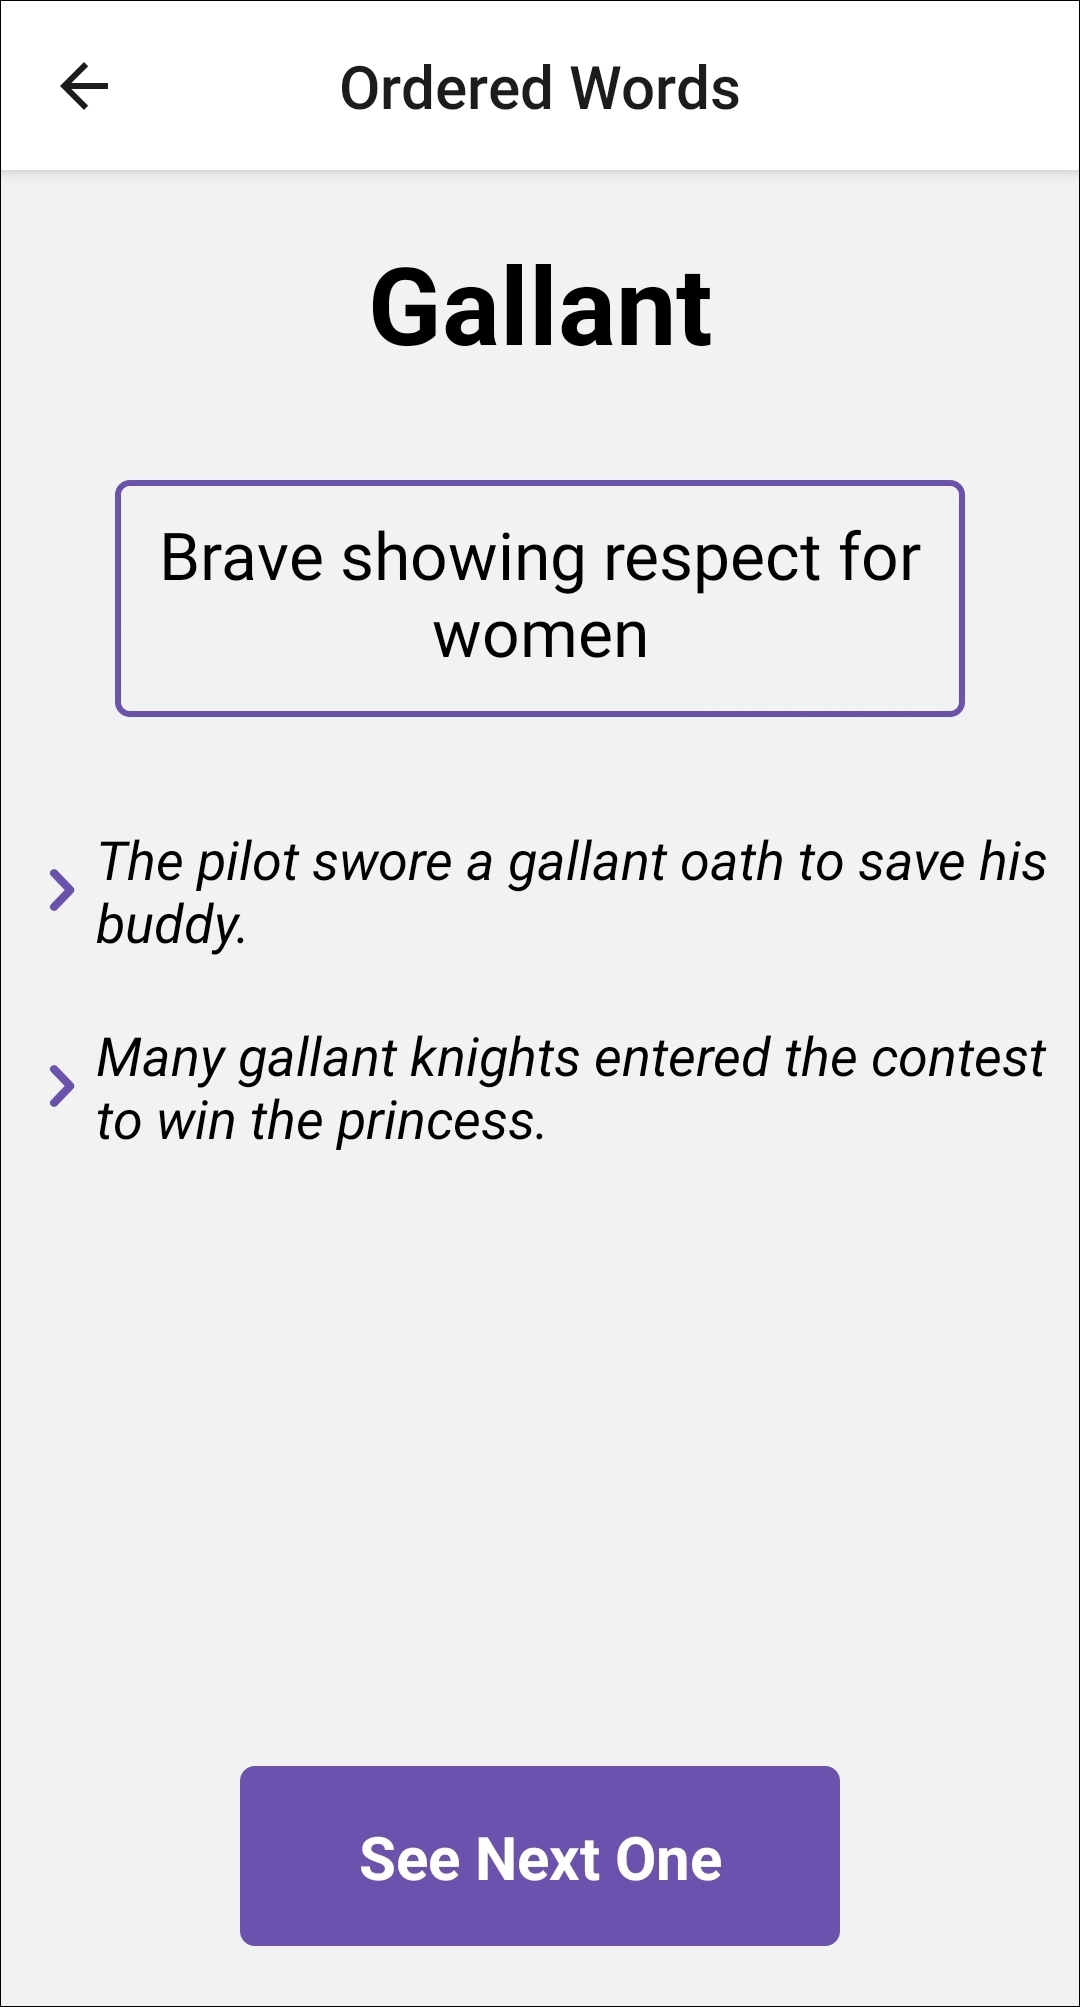 Ordered Words
Gallant
Brave showing respect for
women
The pilot swore a gallant oath to save his
buddy.
Many gallant knights entered the contest
to win the princess.
See Next One